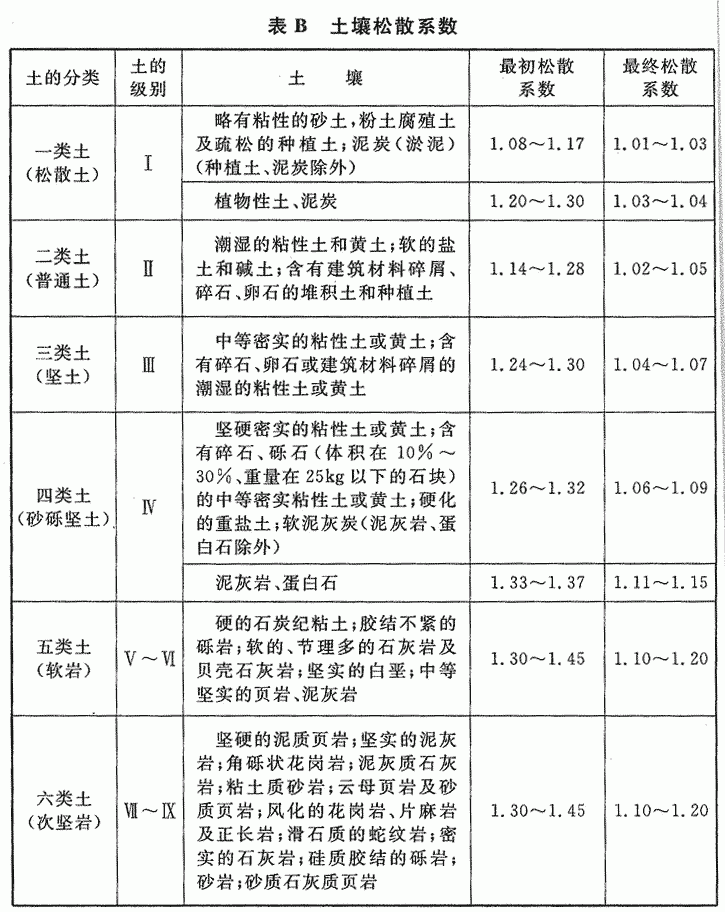 表 B 土壤松散系数
土的分类
土的
级别
土 壤
最初松散
系数
最终松散
系数
一类土
(松散土)
Ⅰ
略有粘性的砂土,粉土腐殖土
及疏松的种植土;泥炭(淤泥)
(种植土、泥炭除外)
1.08～1.17
1.01～1.03
植物性土、泥炭
1.20～1.30
1.03～1.04
二类土
(普通土)
Ⅱ
潮湿的粘性土和黄土;软的盐
土和碱土;含有建筑材料碎屑、
碎石、卵石的堆积土和种植土
1.14～1.28
1.02～1.05
三类土
(坚土)
Ⅲ
中等密实的粘性土或黄土;含
有碎石、卵石或建筑材料碎屑的
潮湿的粘性土或黄土
1.24～1.30
1.04～1.07
四类土
(砂砾坚土)
Ⅳ
坚硬密实的粘性土或黄土;含
有碎石、砾石(体积在10%～
30%、重量在25kg以下的石块)
的中等密实粘性土或黄土;硬化
的重盐土;软泥灰炭(泥灰岩、蛋
白石除外)
1.26～1.32
1.06～1.09
泥灰岩、蛋白石
1.33～1.37
1.11～1.15
五类土
(软岩)
Ⅴ～Ⅵ
硬的石炭纪粘土;胶结不紧的
砾岩;软的、节理多的石灰岩及
贝壳石灰岩;坚实的白垩;中等
坚实的页岩、泥灰岩
1.30～1.45
1.10～1.20
六类土
(次坚岩)
Ⅶ～Ⅸ
坚硬的泥质页岩;坚实的泥灰
岩;角砾状花岗岩;泥灰质石灰
岩;粘土质砂岩;云母页岩及砂
质页岩;风化的花岗岩、片麻岩
及正长岩;滑石质的蛇纹岩;密
实的石灰岩;硅质胶结的砾岩;
砂岩;砂质石灰质页岩
1.30～1.45
1.10～1.20